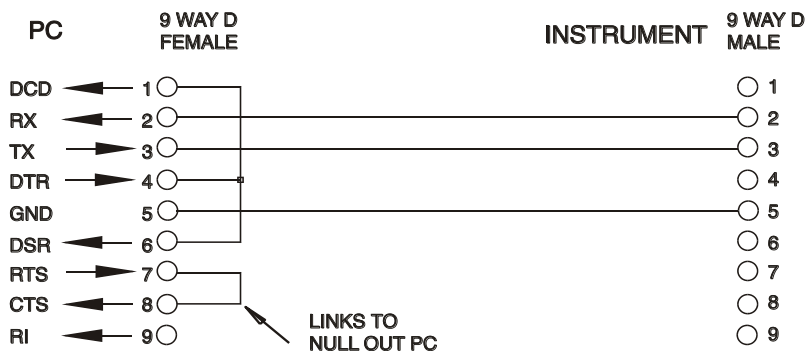 PC 9 WAY D FEMALE INSTRUMENT 9 WAY D MALE
DCD 1 1
RX 2 2
TX 3 3
DTR 4 4
GND 5 5
DSR 6 6
RTS 7 7
CTS 8 8
RI 9 9
LINKS TO
NULL OUT PC